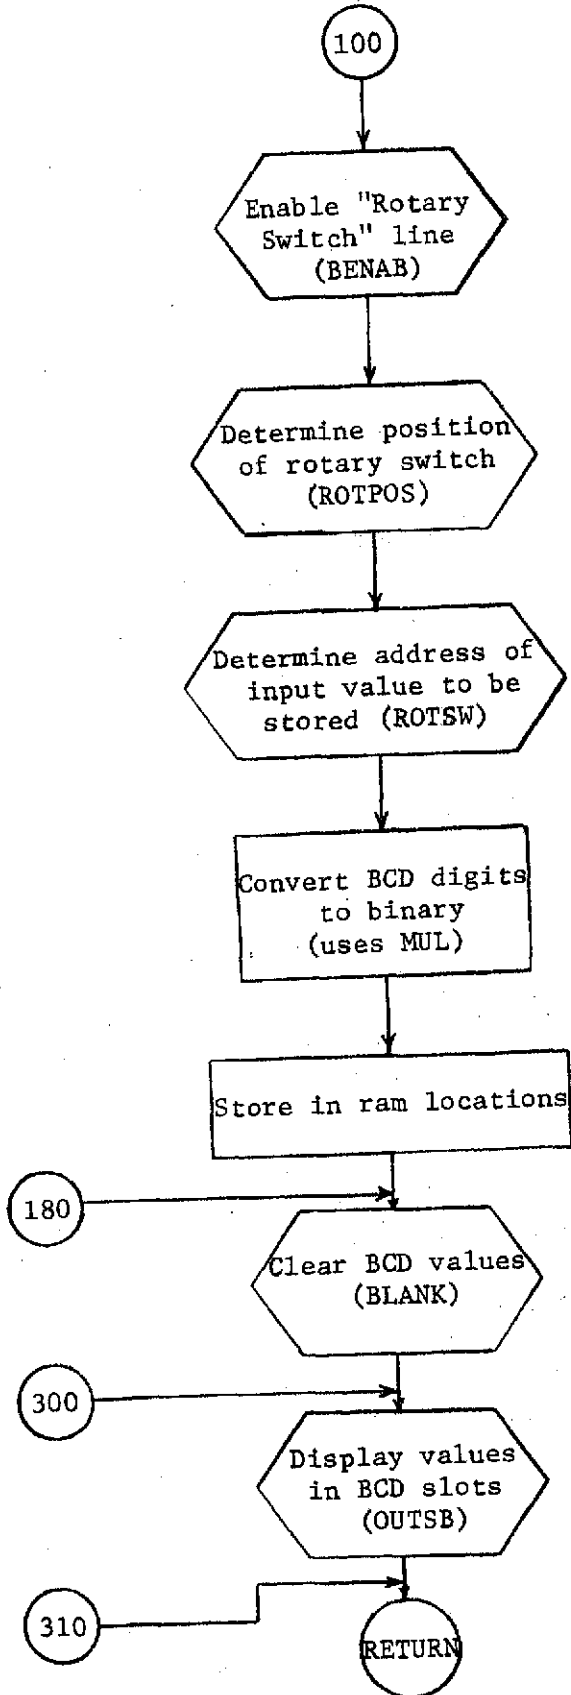 100
Enable "Rotary
Switch" line
(BENAB)
Determine position
of rotary switch
(ROTPOS)
Determine address of
input value to be
stored (ROTSW)
Convert BCD digits
to binary
(uses MUL)
Store in ram locations
180
Clear BCD values
(BLANK)
300
Display values
in BCD slots
(OUTSB)
310
RETURN